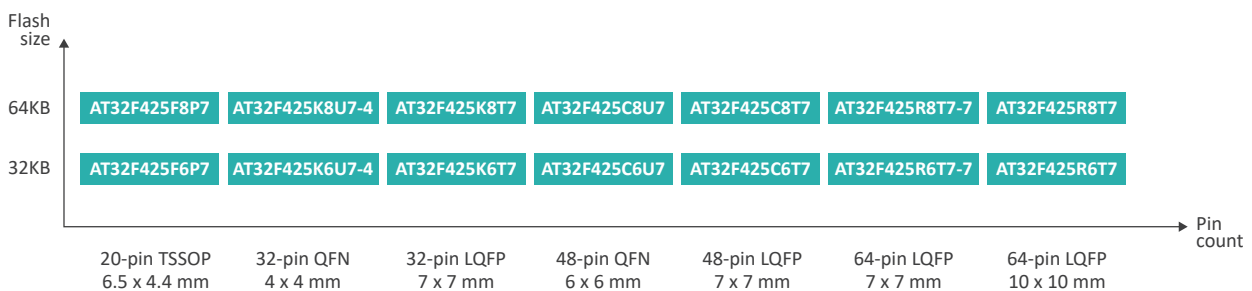 Flash
size
64KB
AT32F425F8P7 AT32F425K8U7-4 AT32F425K8T7 AT32F425C8U7 AT32F425C8T7 AT32F425R8T7-7 AT32F425R8T7
32KB
AT32F425F6P7 AT32F425K6U7-4 AT32F425K6T7 AT32F425C6U7 AT32F425C6T7 AT32F425R6T7-7 AT32F425R6T7
Pin
count
20-pin TSSOP 32-pin QFN 32-pin LQFP 48-pin QFN 48-pin LQFP 64-pin LQFP 64-pin LQFP
6.5 x 4.4 mm 4 x 4 mm 7 x 7 mm 6 x 6 mm 7 x 7 mm 7 x 7 mm 10 x 10 mm